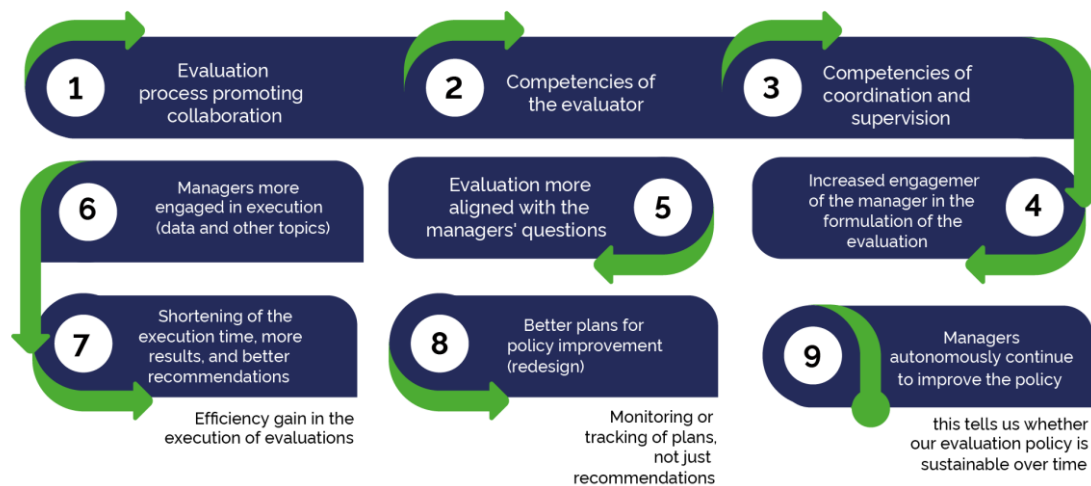 1
Evaluation
process promoting
collaboration
2
Competencies of
the evaluator
3
Competencies of
coordination and
supervision
4
Increased engagemer
of the manager in the
formulation of the
evaluation
5
Evaluation more
aligned with the
managers' questions
6
Managers more
engaged in execution
(data and other topics)
7
Shortening of the
execution time, more
results, and better
recommendations
Efficiency gain in the
execution of evaluations
8
Better plans for
policy improvement
(redesign)
Monitoring or
tracking of plans,
not just
recommendations
9
Managers
autonomously continue
to improve the policy
this tells us whether
our evaluation policy is
sustainable over time